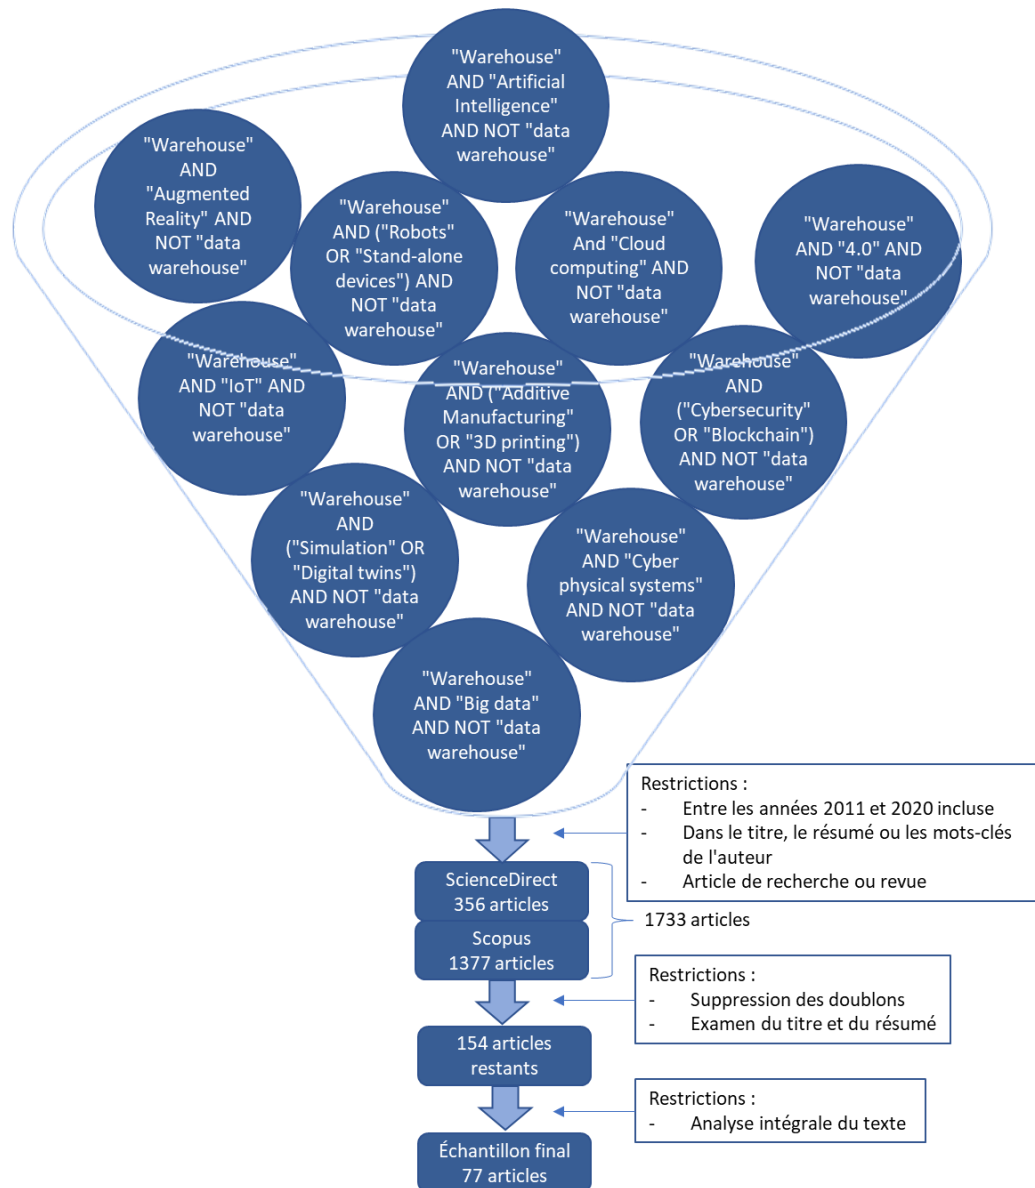 "Warehouse"
AND "Artificial
Intelligence"
AND NOT "data
warehouse"
"Warehouse"
AND
"Augmented
Reality" AND
NOT "data
warehouse"
"Warehouse"
AND ("Robots"
OR "Stand-alone
devices") AND
NOT "data
warehouse"
"Warehouse"
And "Cloud
computing" AND
NOT "data
warehouse"
"Warehouse"
AND "4.0" AND
NOT "data
warehouse"
"Warehouse"
AND "IoT" AND
NOT "data
warehouse"
"Warehouse"
AND ("Additive
Manufacturing"
OR "3D printing")
AND NOT "data
warehouse"
"Warehouse"
AND
("Cybersecurity"
OR "Blockchain")
AND NOT "data
warehouse"
"Warehouse"
AND
("Simulation" OR
"Digital twins")
AND NOT "data
warehouse"
"Warehouse"
AND "Cyber
physical systems"
AND NOT "data
warehouse"
"Warehouse"
AND "Big data"
AND NOT "data
warehouse"
Restrictions :
- Entre les années 2011 et 2020 incluse
- Dans le titre, le résumé ou les mots-clés
de l'auteur
- Article de recherche ou revue
ScienceDirect
356 articles
Scopus
1377 articles
1733 articles
Restrictions :
- Suppression des doublons
- Examen du titre et du résumé
154 articles
restants
Restrictions :
- Analyse intégrale du texte
Échantillon final
77 articles